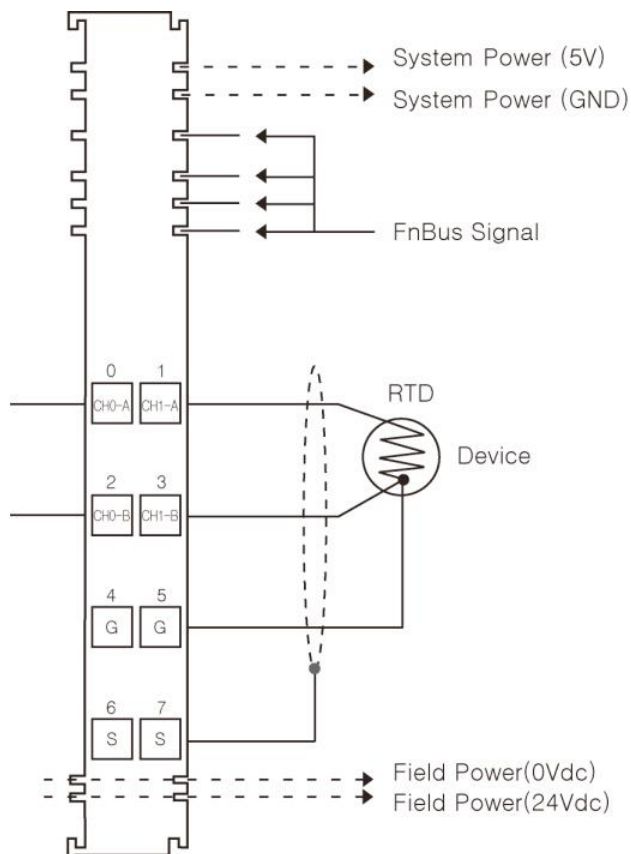 System Power (5V)
System Power (GND)
FnBus Signal
0 1
CH0-A CH1-A
RTD
Device
2 3
CH0-B CH1-B
4 5
G G
6 7
S S
Field Power(0Vdc)
Field Power(24Vdc)